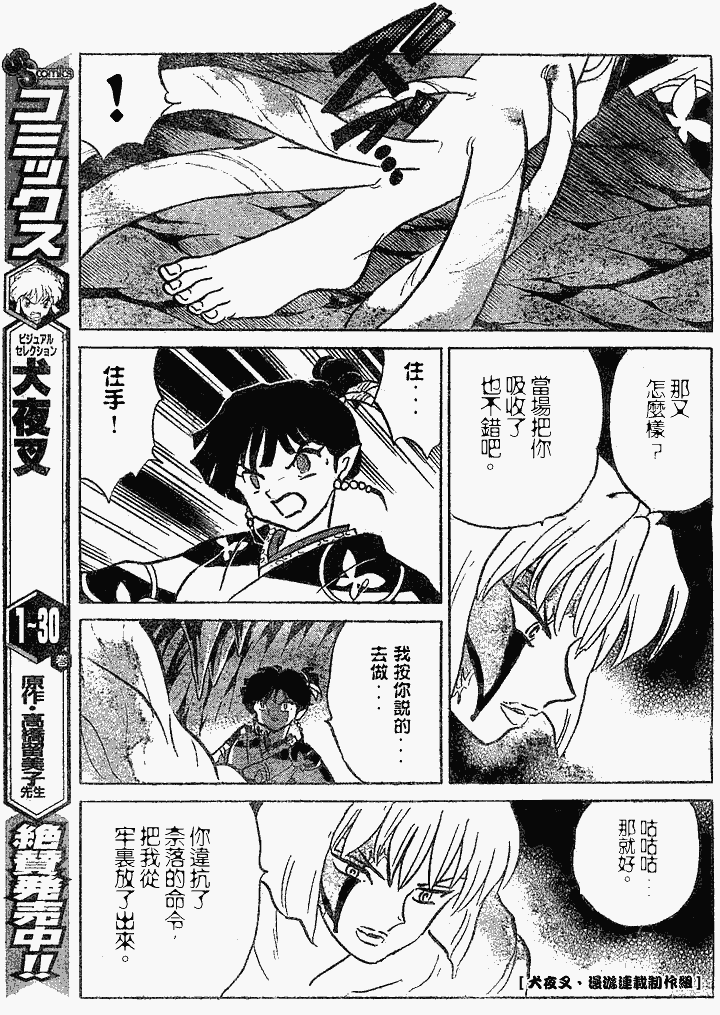 ズズ…
！
那又
怎麼樣？
當場把你
吸收了
也不錯吧。
住…
住手！
我按你說的…
去做…
咕咕咕…
那就好。
你違抗了
奈落的命令，
把我從
牢裏放了出來。
[犬夜叉·漫遊連載制作組]
comics
コミックス
ビジュアル
セレクション
犬夜叉
1~30
巻
原作・高橋留美子先生
絶賛発売中!!